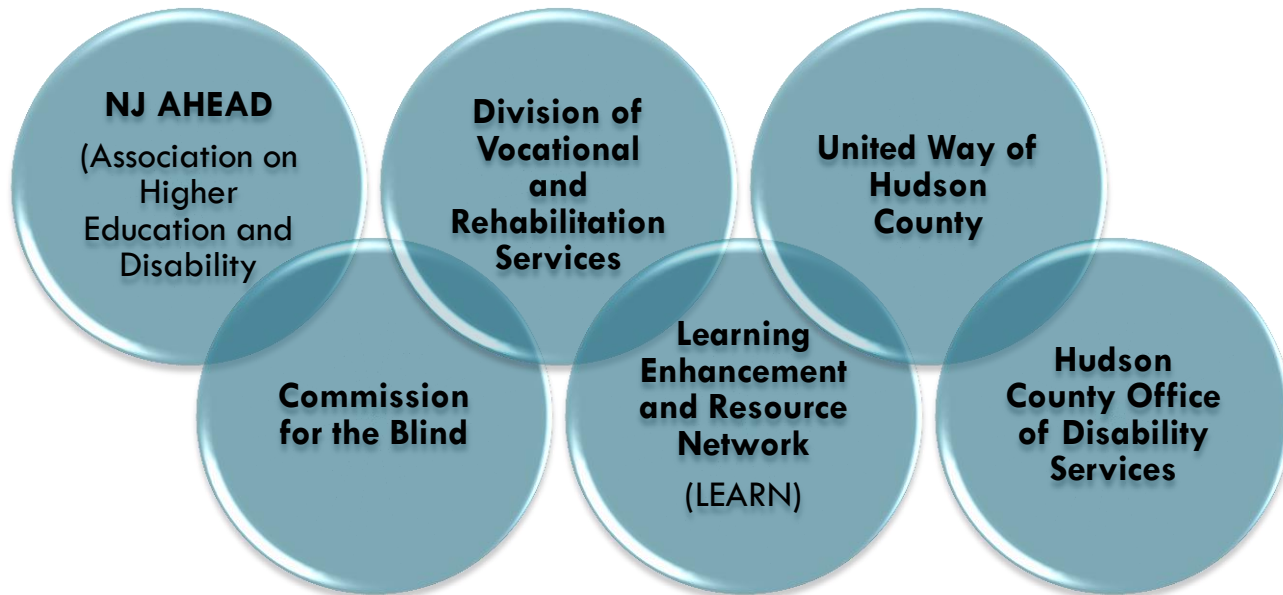 NJ AHEAD
(Association on
Higher
Education and
Disability
Division of
Vocational
and
Rehabilitation
Services
United Way of
Hudson
County
Commission
for the Blind
Learning
Enhancement
and Resource
Network
(LEARN)
Hudson
County Office
of Disability
Services